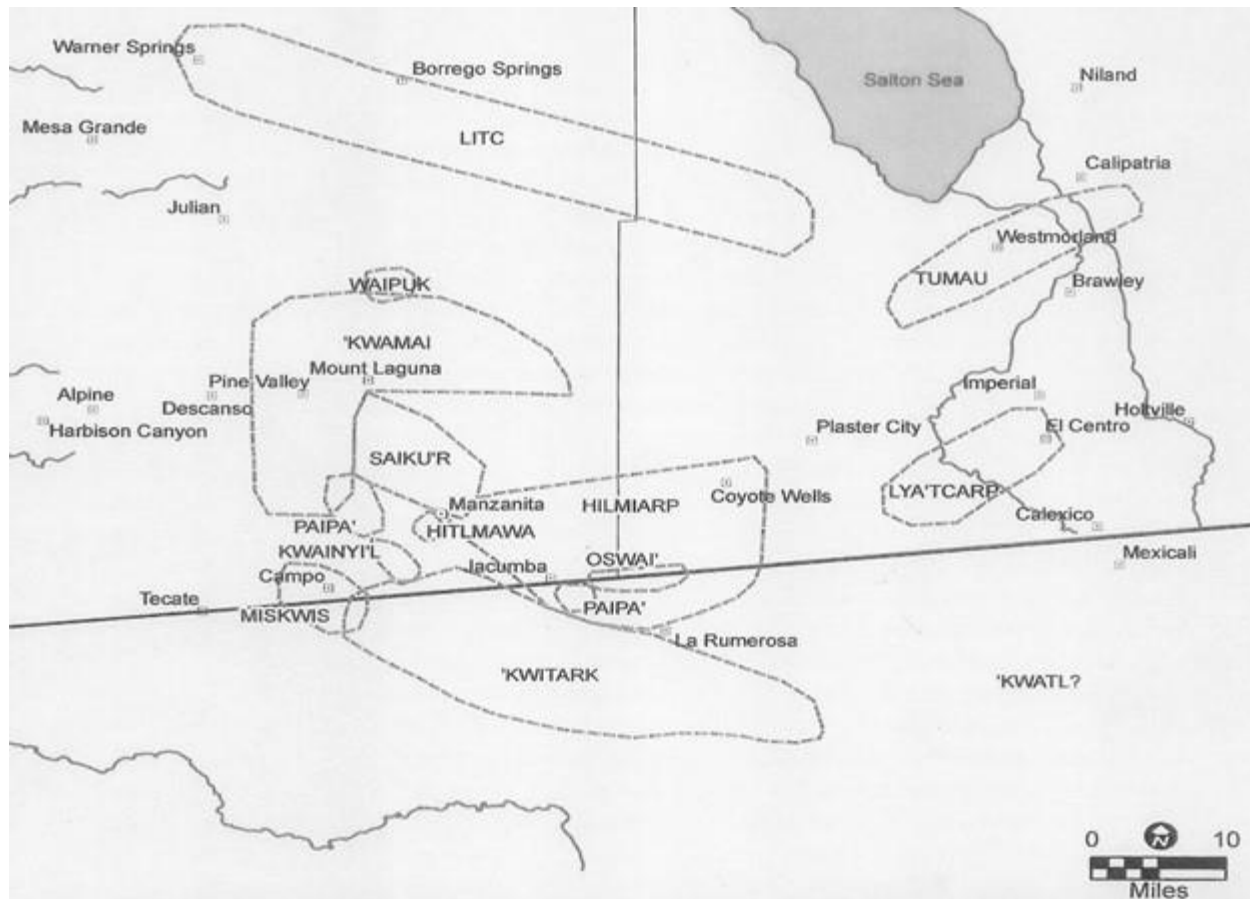 Warner Springs
Borrego Springs
Salton Sea
Niland
Mesa Grande
LITC
Calipatria
Julian
Westmorland
WAIPUK
TUMAU
Brawley
'KWAMAI
Mount Laguna
Pine Valley
Imperial
Alpine
Descanso
Holtville
Harbison Canyon
Plaster City
El Centro
SAIKU'R
LYA'TCARP
Manzanita
HILMIARP
Coyote Wells
PAIPA'
HITLMAWA
Calexico
KWAINYI'L
OSWAI'
Mexicali
Campo
Jacumba
Tecate
MISKWIS
PAIPA'
La Rumerosa
'KWITARK
'KWATL?
0 N 10
Miles